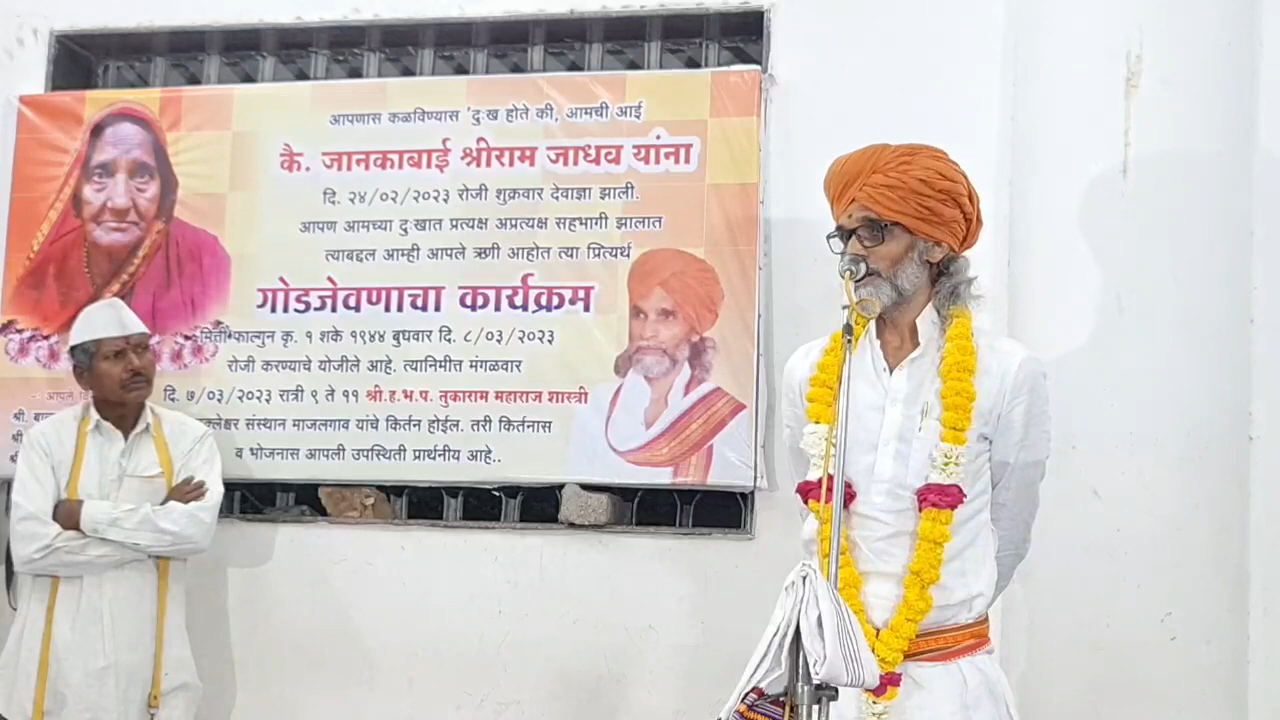 आपणास कळविण्यास 'दुःख होते की, आमची आई
कै. जानकाबाई श्रीराम जाधव यांना
दि. २४/०२/२०२३ रोजी शुक्रवार देवाज्ञा झाली.
आपण आमच्या दुःखात प्रत्यक्ष अप्रत्यक्ष सहभागी झालात
त्याबद्दल आम्ही आपले ऋणी आहोत त्या प्रित्यर्थ
गोडजेवणाचा कार्यक्रम
मिती फाल्गुन कृ. १ शके १९४४ बुधवार दि. ८/०३/२०२३
रोजी करण्याचे योजीले आहे. त्यानिमीत मंगळवार
दि. ७/०३/२०२३ रात्री ९ ते ११ श्री.ह.भ.प. तुकाराम महाराज शास्त्री
संस्थान माजलगाव यांचे किर्तन होईल. तरी किर्तनास
व भोजनास आपली उपस्थिती प्रार्थनीय आहे..
आपले
श्री.
श्री